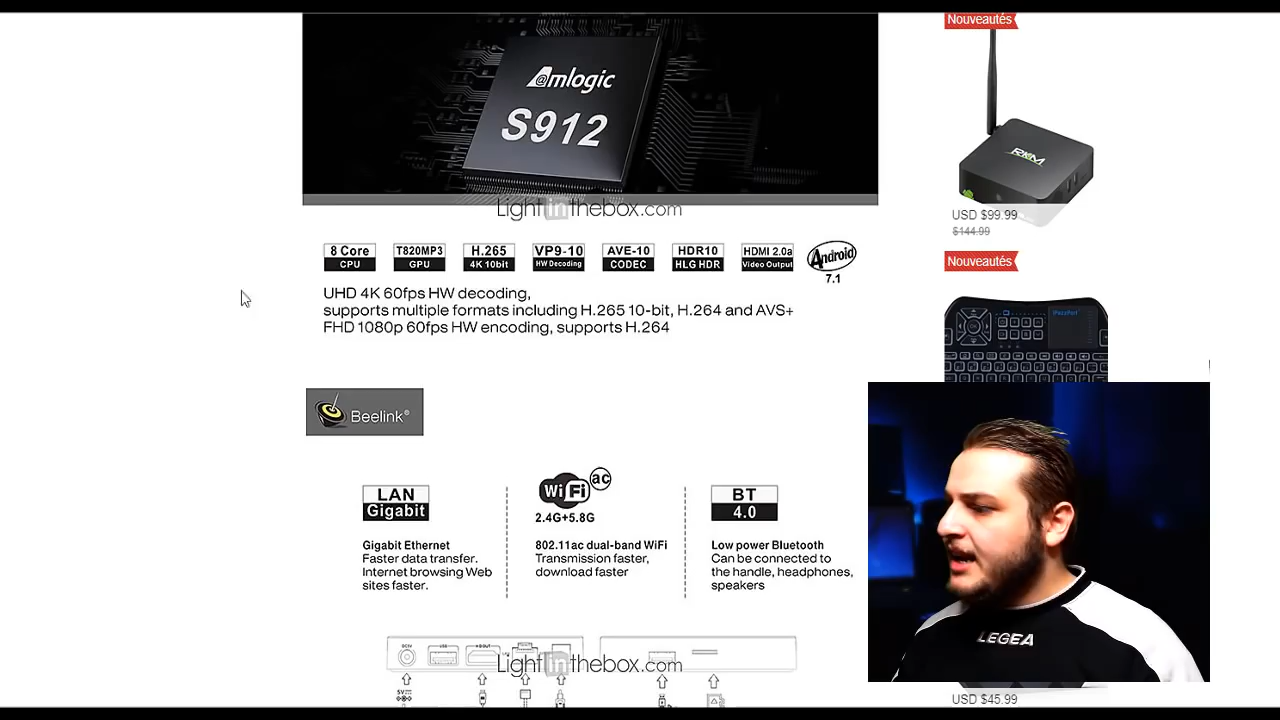 Nouveautés
Amlogic
S912
RKM
Lightinthebox.com
USD $99.99
$144.99
8 Core
CPU
T820MP3
GPU
H.265
4K 10bit
VP9-10
HW Decoding
AVE-10
CODEC
HDR10
HLG HDR
HDMI 2.0a
Video Output
Android
7.1
Nouveautés
UHD 4K 60fps HW decoding,
supports multiple formats including H.265 10-bit, H.264 and AVS+
FHD 1080p 60fps HW encoding, supports H.264
Beelink®
LAN
Gigabit
Gigabit Ethernet
Faster data transfer.
Internet browsing Web
sites faster.
WiFi ac
2.4G+5.8G
802.11ac dual-band WiFi
Transmission faster,
download faster
BT
4.0
Low power Bluetooth
Can be connected to
the handle, headphones,
speakers
LEGEA
DC5V
USB
Lightinthebox.com
5V
USD $45.99